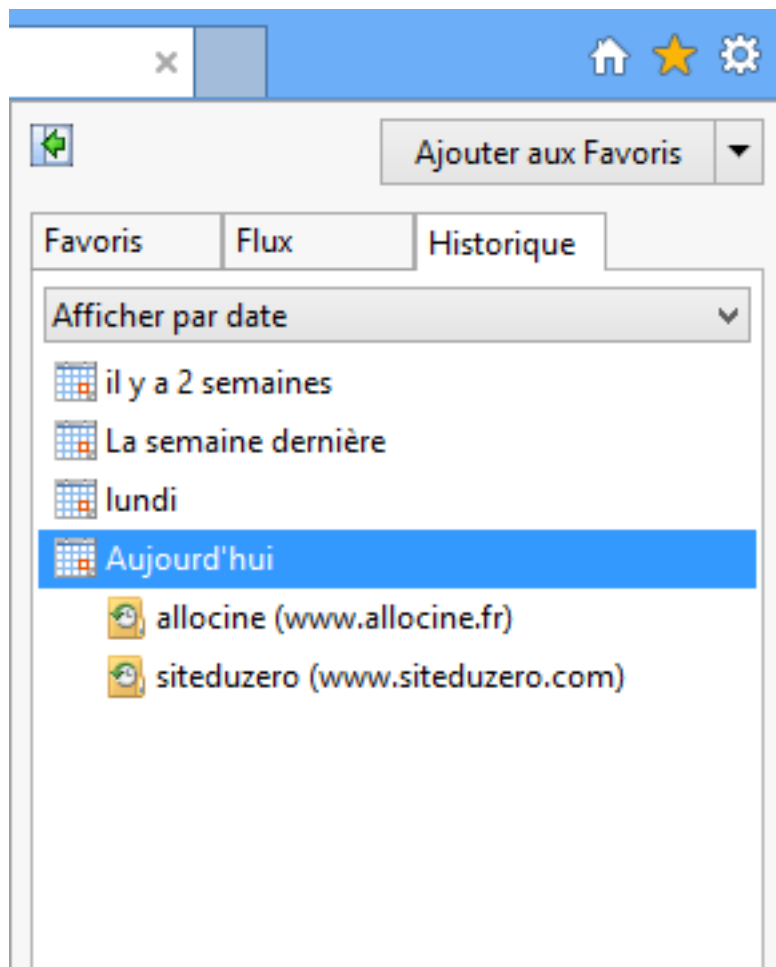 Ajouter aux Favoris
Favoris Flux Historique
Afficher par date
il y a 2 semaines
La semaine dernière
lundi
Aujourd'hui
allocine (www.allocine.fr)
siteduzero (www.siteduzero.com)